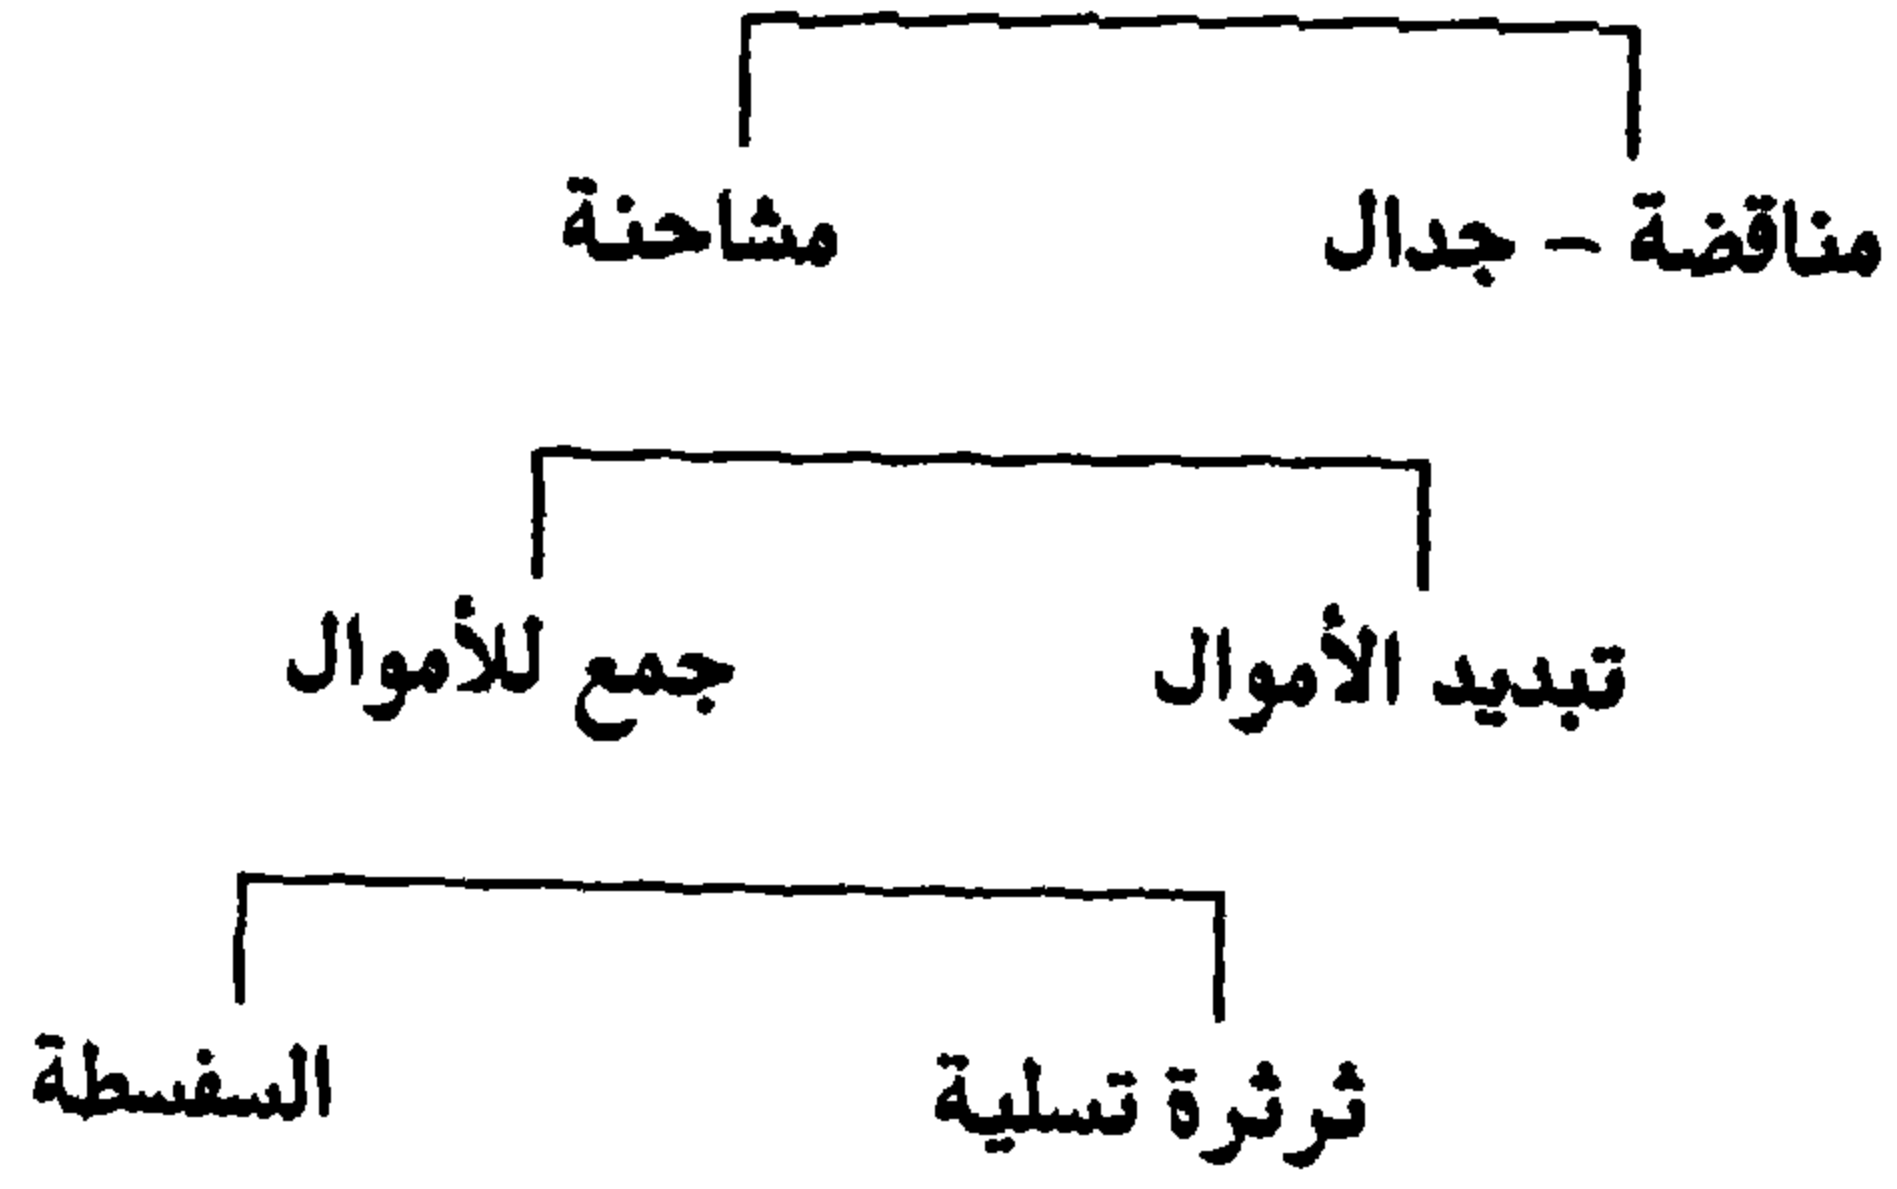 مناقضة - جدال مشاحنة
تبديد الأموال جمع للأموال
ثرثرة تسلية السفسطة